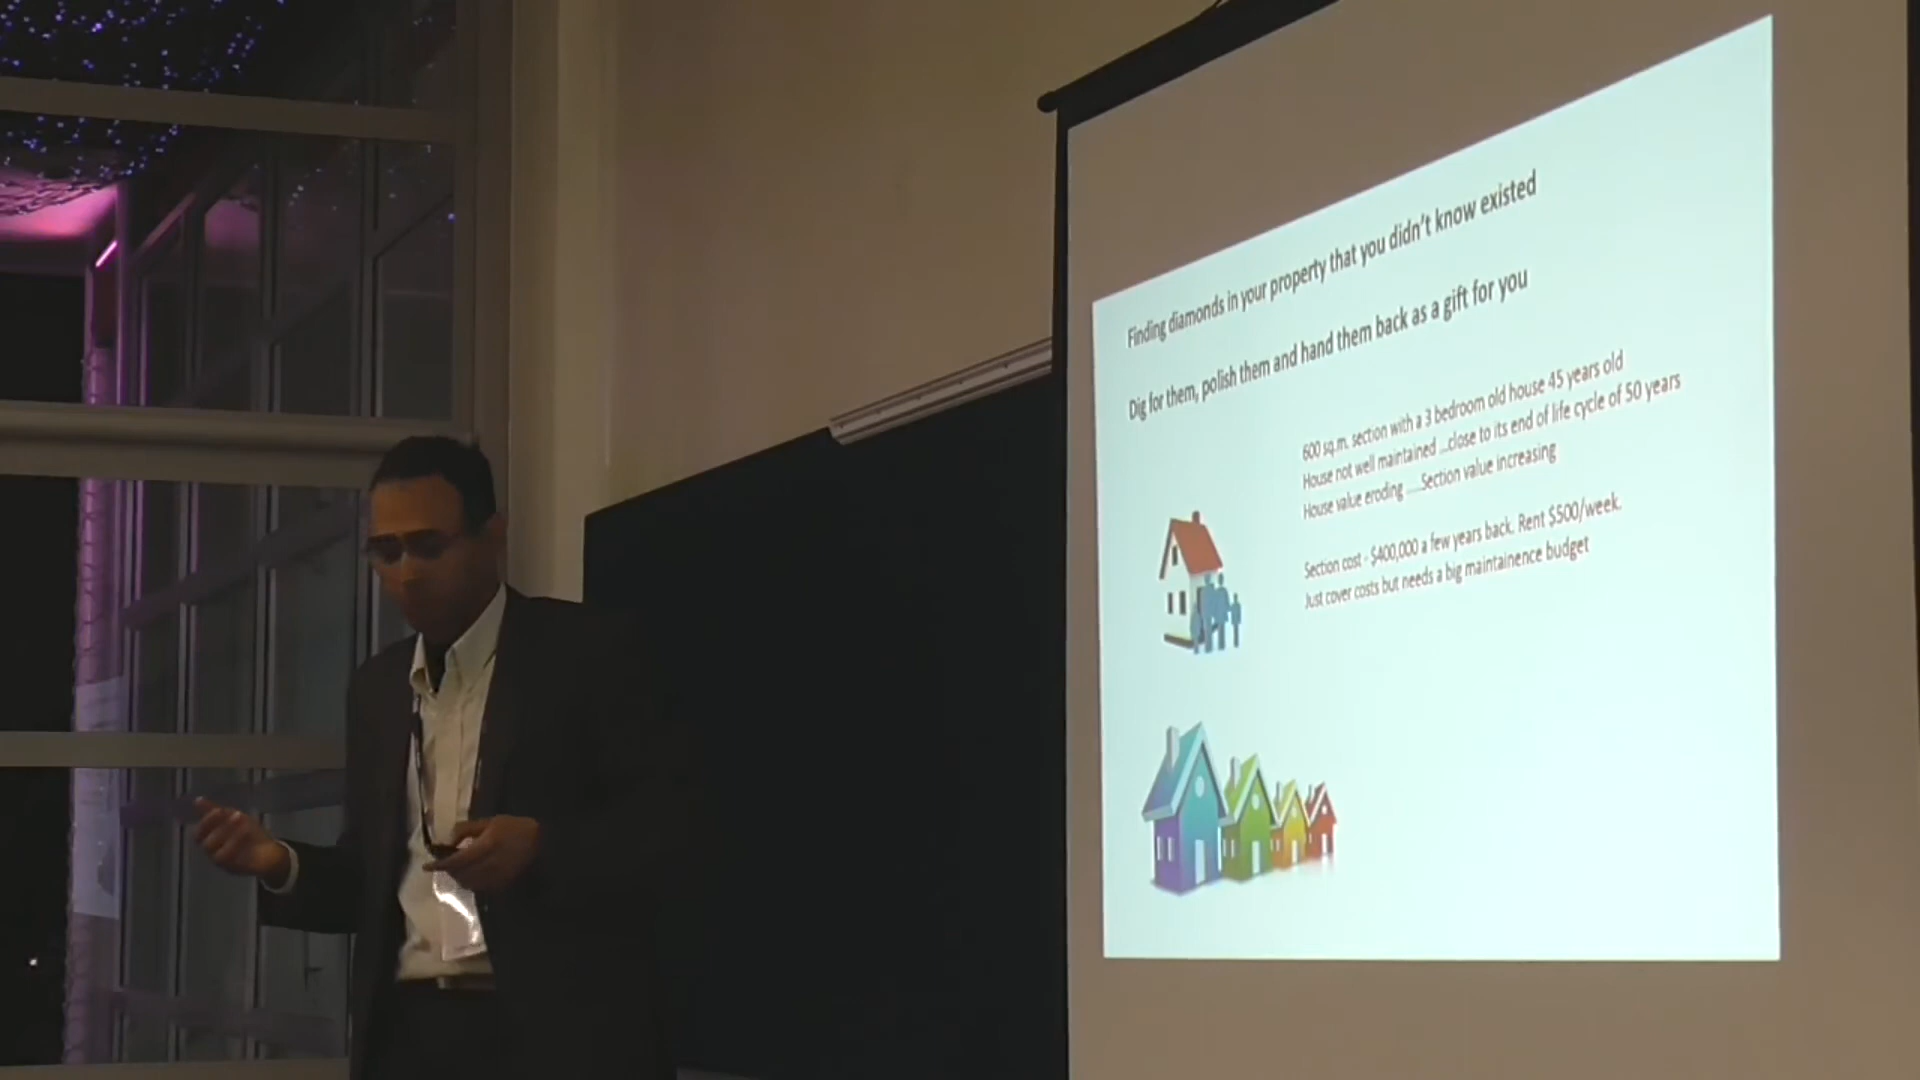 Finding diamonds in your property that you didn't know existed
Dig for them, polish them and hand them back as a gift for you
600 sq.m. section with a 3 bedroom old house 45 years old
House not well maintained ...close to its end of life cycle of 50 years
House value eroding .....Section value increasing
Section cost - $400,000 a few years back. Rent $500/week.
Just cover costs but needs a big maintainence budget